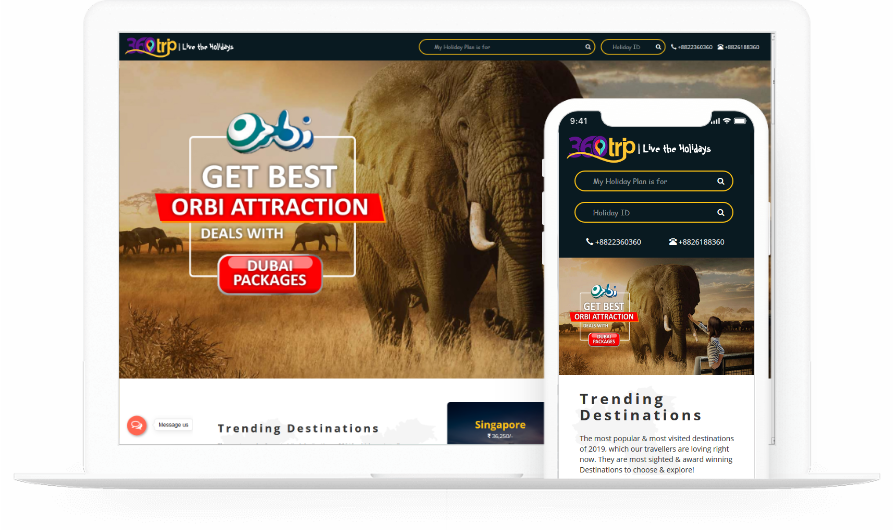 360trip | Live the Holidays
My Holiday Plan is for
Holiday ID
+8822360360
+8826188360
Orbi
GET BEST
ORBI ATTRACTION
DEALS WITH
DUBAI
PACKAGES
Message us
Trending Destinations
Singapore
₹ 36,250/-
9:41
360trip | Live the Holidays
My Holiday Plan is for
Holiday ID
+8822360360
+8826188360
Orbi
GET BEST
ORBI ATTRACTION
DEALS WITH
DUBAI
PACKAGES
Trending
Destinations
The most popular & most visited destinations
of 2019, which our travellers are loving right
now. They are most sighted & award winning
Destinations to choose & explore!